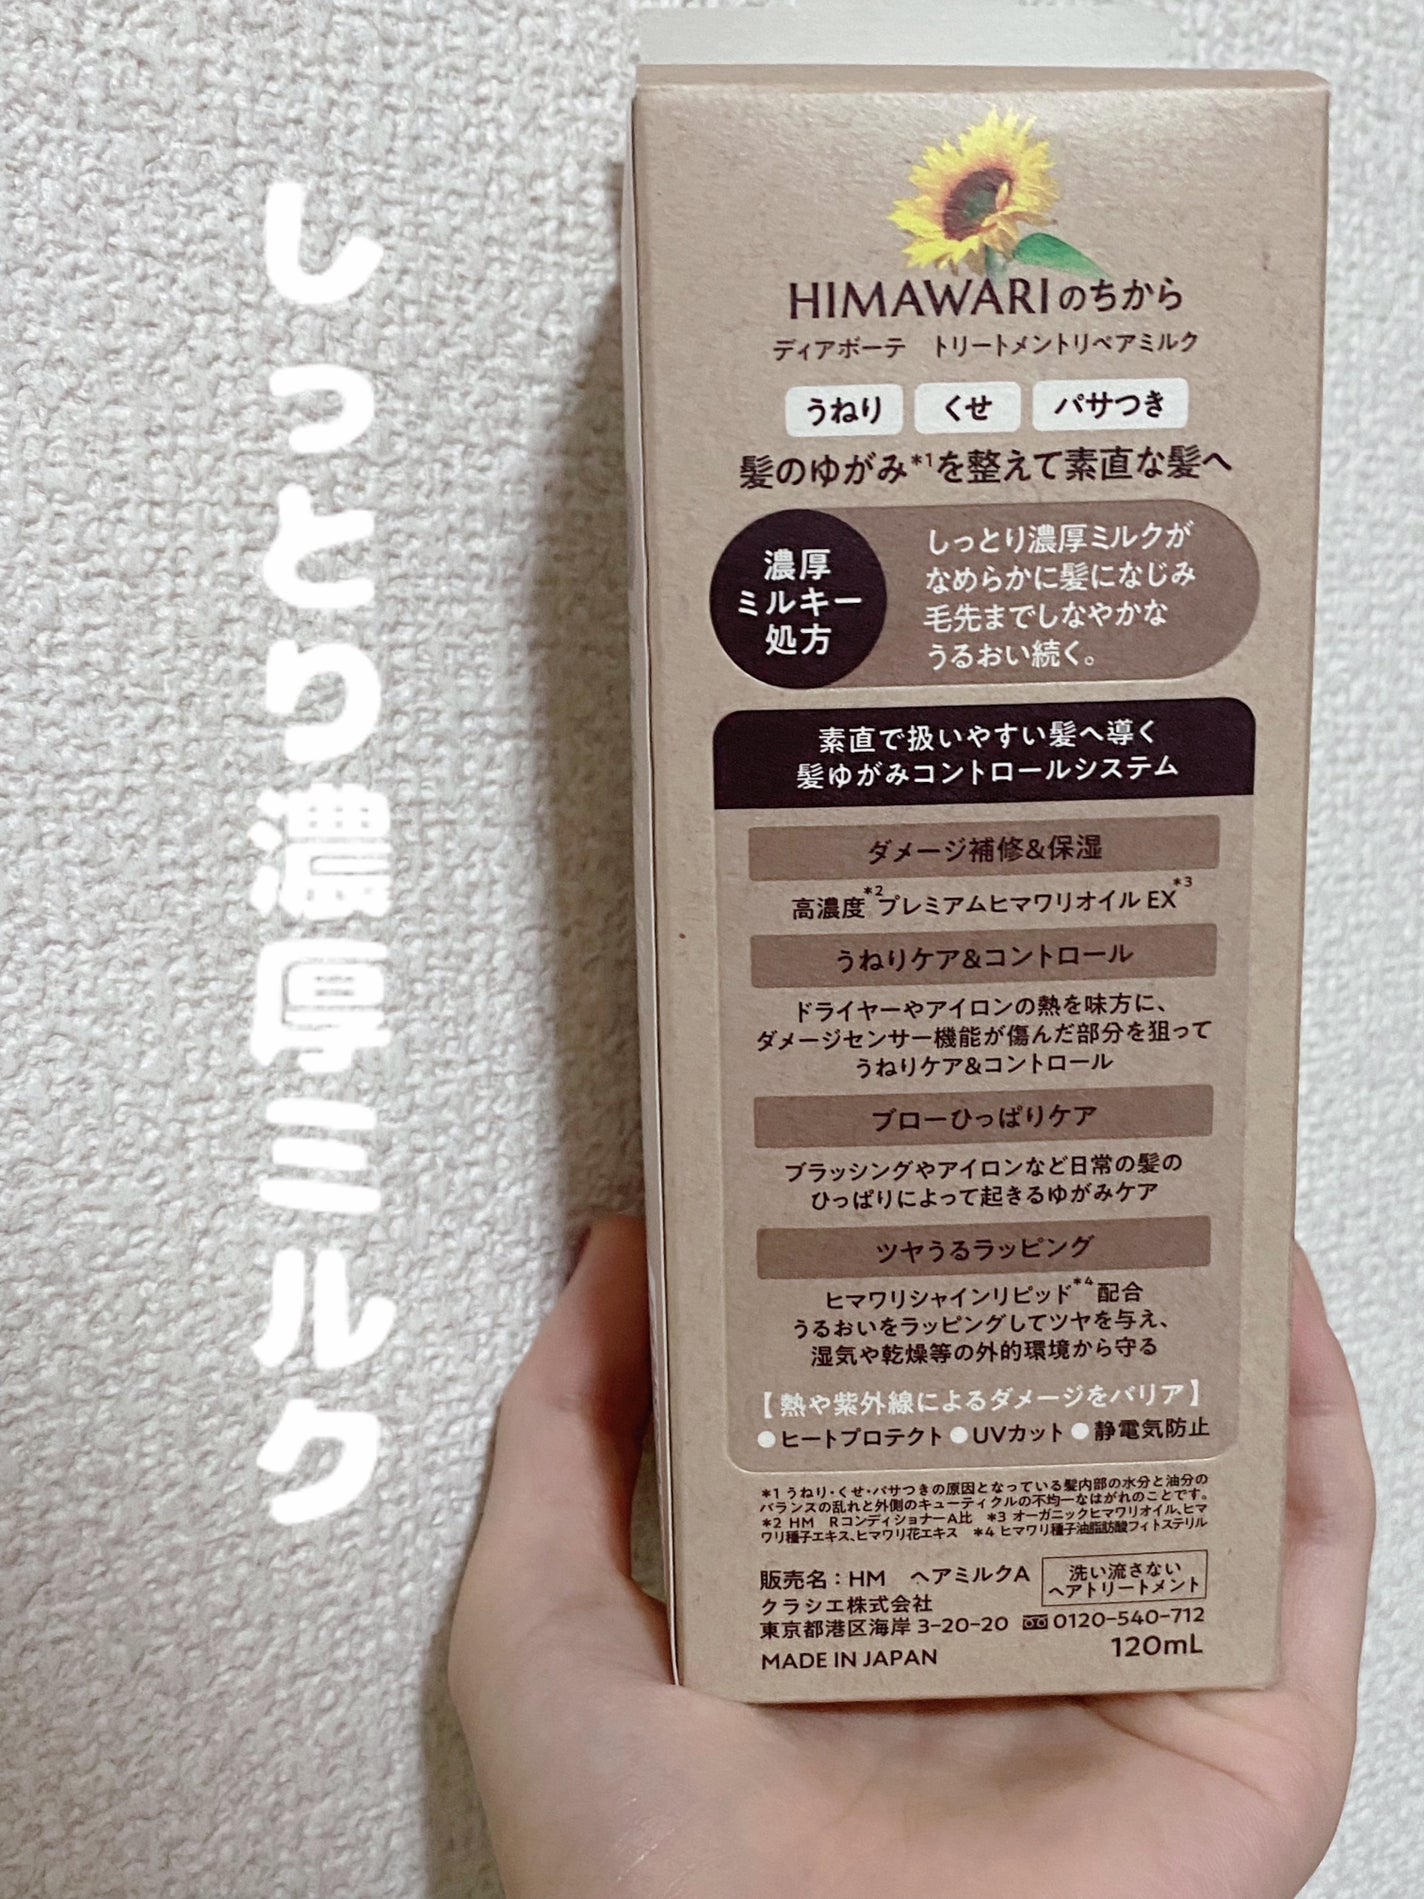 しっとり濃厚ミルク
HIMAWARIのちから
ディアボーテ トリートメントリペアミルク
うねり くせ パサつき
髪のゆがみ*1を整えて素直な髪へ
濃厚
ミルキー
処方
しっとり濃厚ミルクが
なめらかに髪になじみ
毛先までしなやかな
うるおい続く。
素直で扱いやすい髪へ導く
髪ゆがみコントロールシステム
ダメージ補修&保湿
高濃度*2プレミアムヒマワリオイル EX*3
うねりケア&コントロール
ドライヤーやアイロンの熱を味方に、
ダメージセンサー機能が傷んだ部分を狙って
うねりケア&コントロール
ブローひっぱりケア
ブラッシングやアイロンなど日常の髪の
ひっぱりによって起きるゆがみケア
ツヤうるラッピング
ヒマワリシャインリピッド*4配合
うるおいをラッピングしてツヤを与え、
湿気や乾燥等の外的環境から守る
【熱や紫外線によるダメージをバリア】
●ヒートプロテクト ●UVカット ●静電気防止
*1 うねり・くせ・パサつきの原因となっている髪内部の水分と油分の
バランスの乱れと外側のキューティクルの不均一なはがれのことです。
*2 HM RコンディショナーA比 *3 オーガニックヒマワリオイル、ヒマ
ワリ種子エキス、ヒマワリ花エキス *4 ヒマワリ種子油脂肪酸フィトステリル
販売名：HM ヘアミルクA
洗い流さない
ヘアトリートメント
クラシエ株式会社
東京都港区海岸 3-20-20 0120-540-712
MADE IN JAPAN 120mL